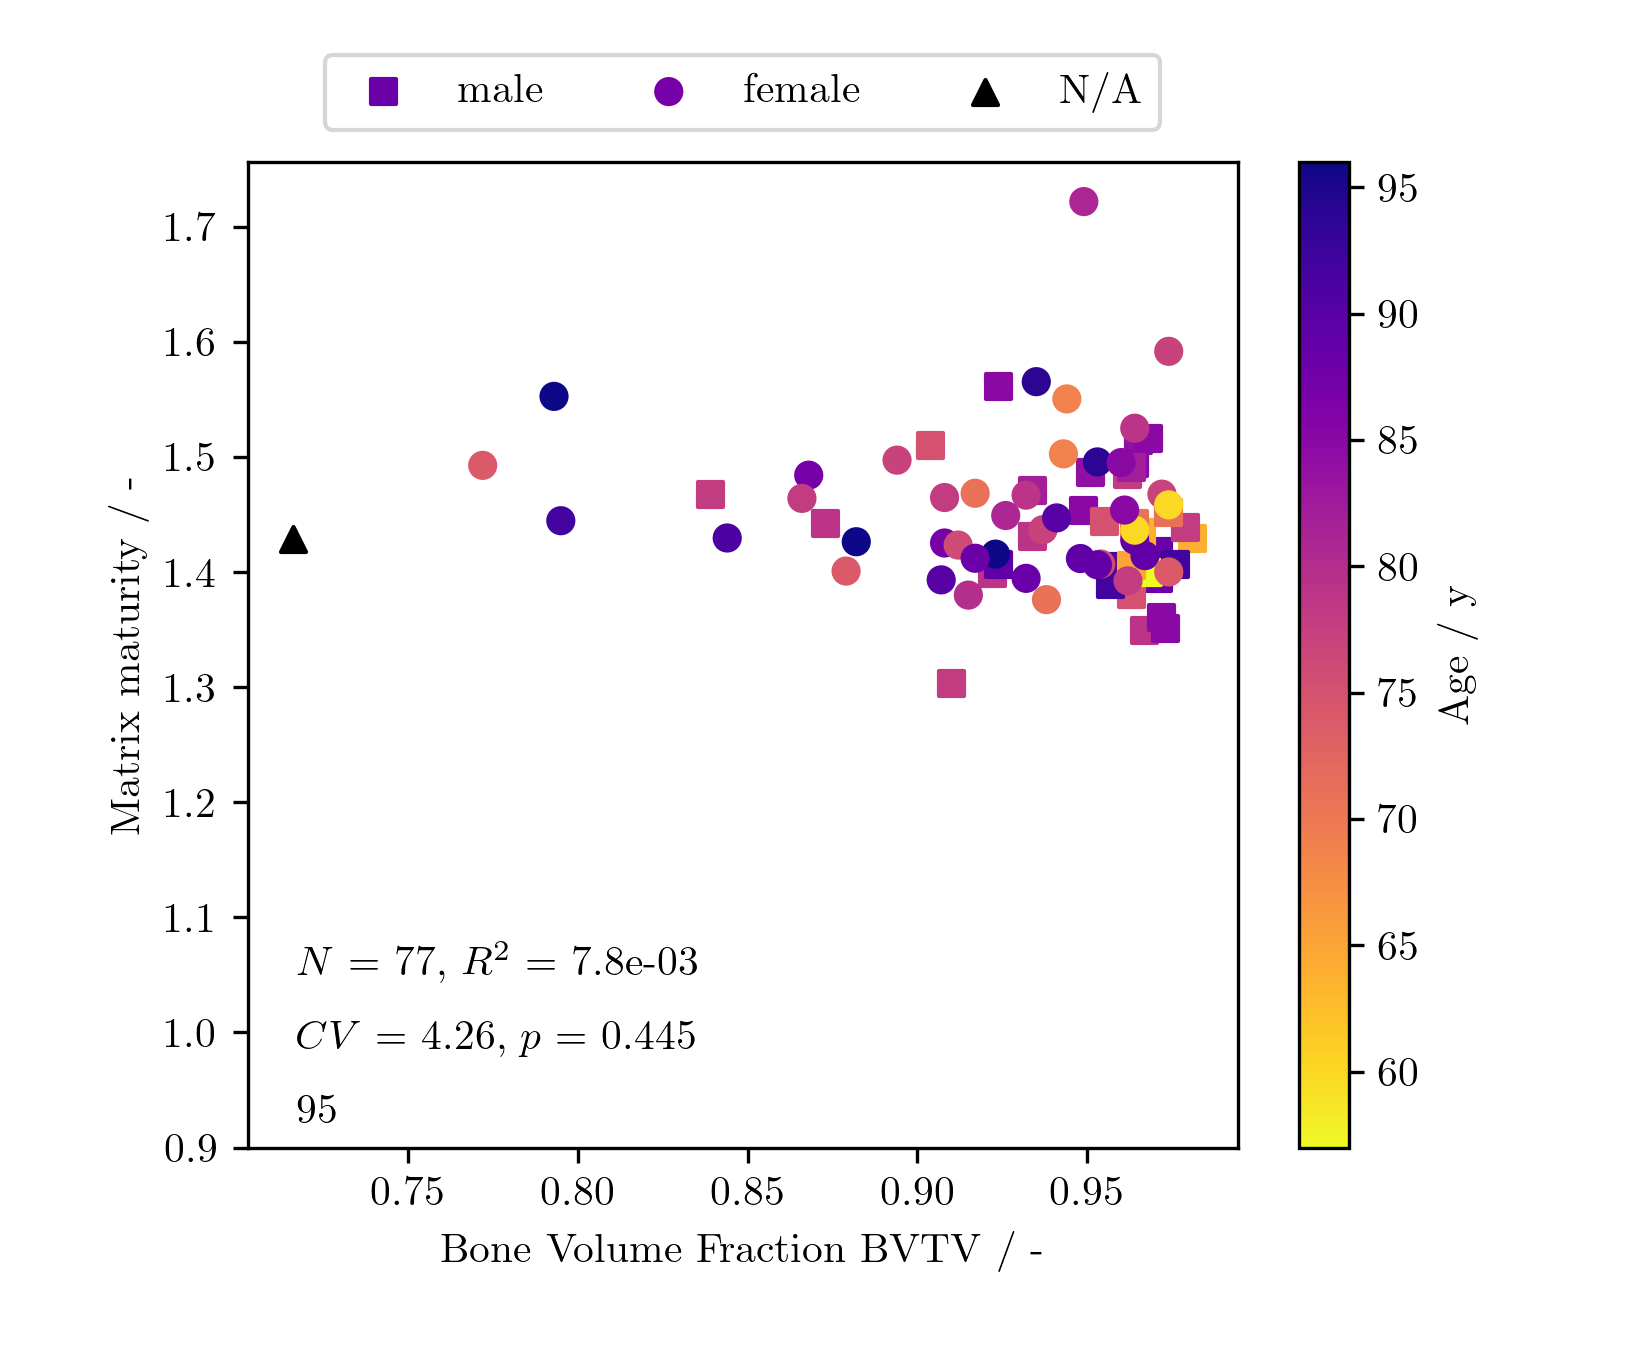 male female N/A
1.7
1.6
1.5
1.4
1.3
1.2
1.1
1.0
0.9
Matrix maturity / -
N = 77, R² = 7.8e-03
CV = 4.26, p = 0.445
95
0.75 0.80 0.85 0.90 0.95
Bone Volume Fraction BVTV / -
95
90
85
80
75
70
65
60
Age / y